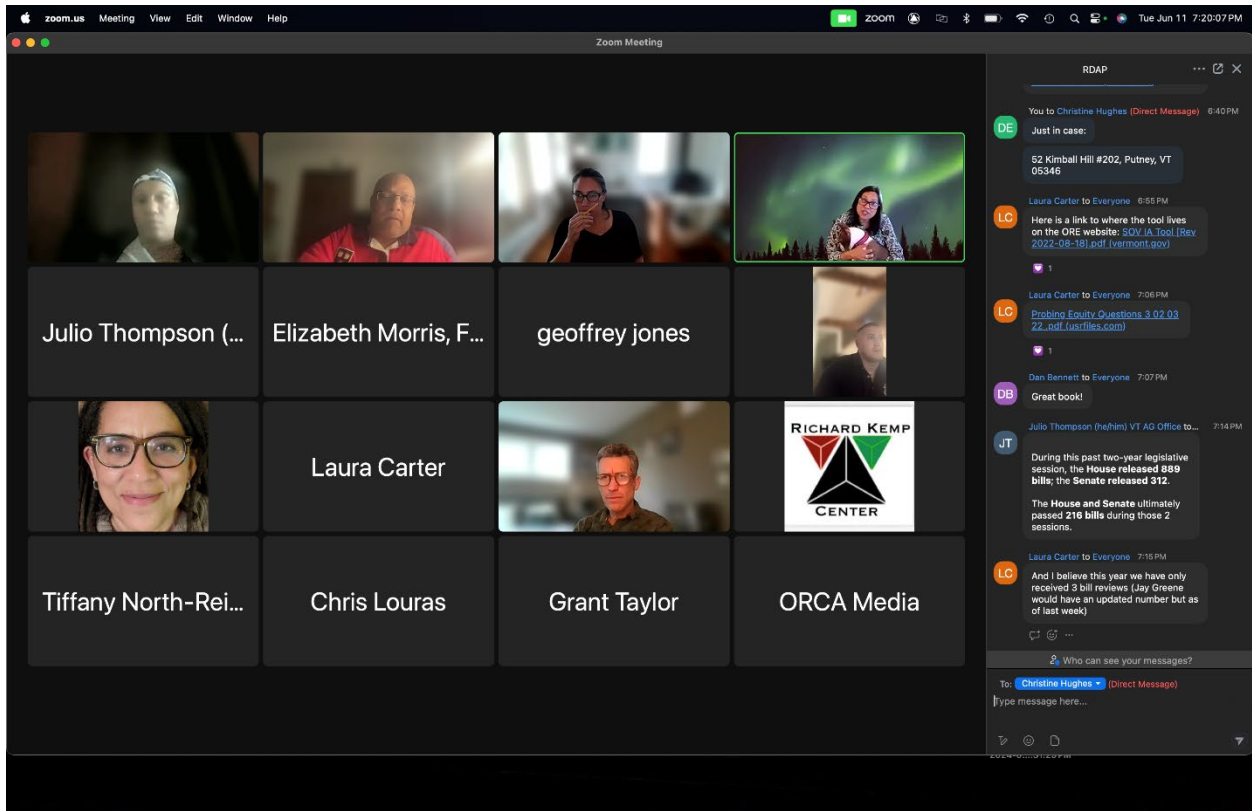 zoom.us Meeting View Edit Window Help
zoom
Tue Jun 11 7:20:07 PM
Zoom Meeting
Julio Thompson (...
Elizabeth Morris, F...
geoffrey jones
Laura Carter
RICHARD KEMP
CENTER
Tiffany North-Rei...
Chris Louras
Grant Taylor
ORCA Media
RDAP
You to Christine Hughes (Direct Message) 6:40 PM
DE
Just in case:
52 Kimball Hill #202, Putney, VT
05346
Laura Carter to Everyone 6:55 PM
LC
Here is a link to where the tool lives
on the ORE website: SOV IA Tool [Rev
2022-08-18].pdf (vermont.gov)
1
Laura Carter to Everyone 7:06 PM
LC
Probing Equity Questions 3 02 03
22 .pdf (usrfiles.com)
1
Dan Bennett to Everyone 7:07 PM
DB
Great book!
Julio Thompson (he/him) VT AG Office to... 7:14 PM
JT
During this past two-year legislative
session, the House released 889
bills; the Senate released 312.
The House and Senate ultimately
passed 216 bills during those 2
sessions.
Laura Carter to Everyone 7:15 PM
LC
And I believe this year we have only
received 3 bill reviews (Jay Greene
would have an updated number but as
of last week)
Who can see your messages?
To: Christine Hughes (Direct Message)
Type message here...